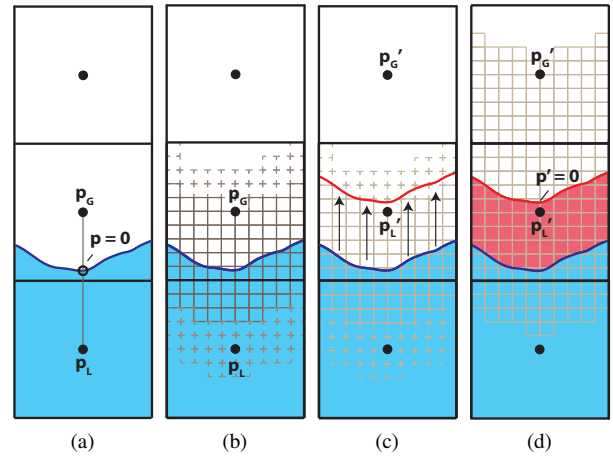 p_G
p = 0
p_L
p_G
p_L
p_G′
p_L′
p_G′
p′ = 0
p_L′
(a) (b) (c) (d)